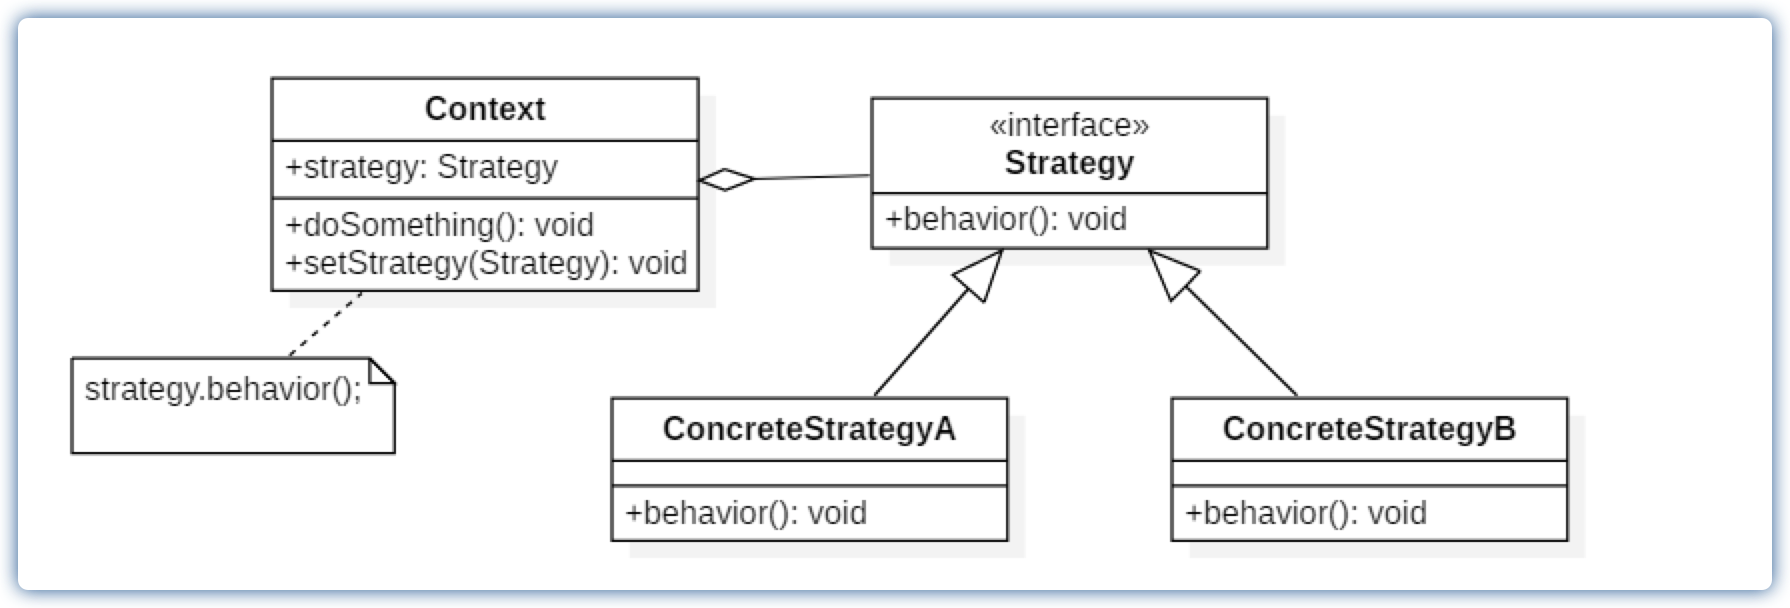 Context
+strategy: Strategy
+doSomething(): void
+setStrategy(Strategy): void
«interface»
Strategy
+behavior(): void
strategy.behavior();
ConcreteStrategyA
+behavior(): void
ConcreteStrategyB
+behavior(): void